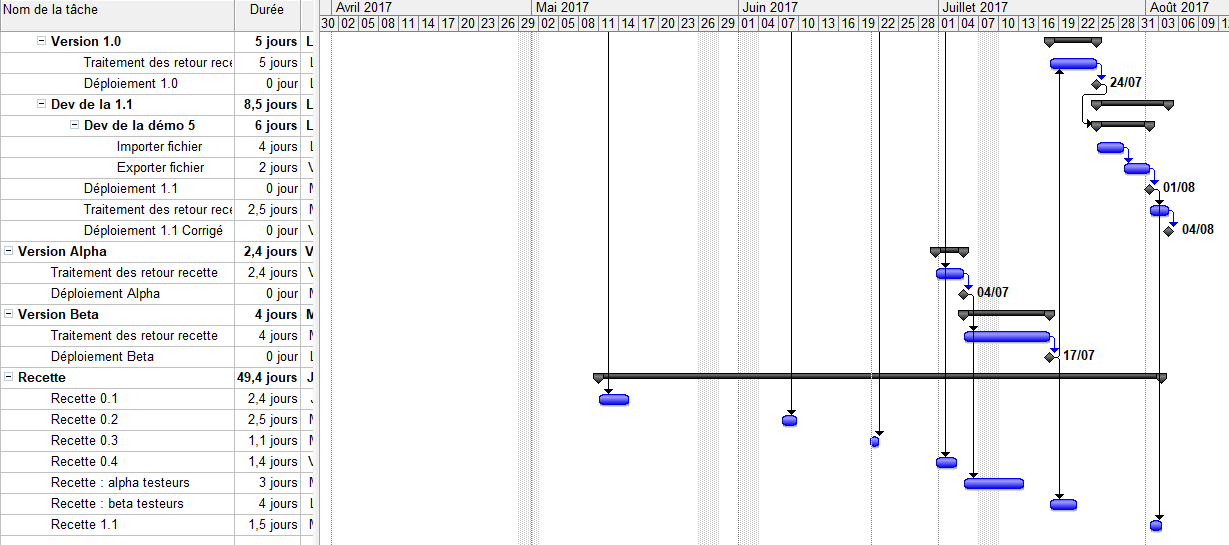 Nom de la tâche Durée Avril 2017 Mai 2017 Juin 2017 Juillet 2017 Août 2017
30 02 05 08 11 14 17 20 23 26 29 02 05 08 11 14 17 20 23 26 29 01 04 07 10 13 16 19 22 25 28 01 04 07 10 13 16 19 22 25 28 31 03 06 09
Version 1.0 5 jours L
Traitement des retour rece 5 jours L
Déploiement 1.0 0 jour L 24/07
Dev de la 1.1 8,5 jours L
Dev de la démo 5 6 jours L
Importer fichier 4 jours L
Exporter fichier 2 jours V
Déploiement 1.1 0 jour M 01/08
Traitement des retour rece 2,5 jours M
Déploiement 1.1 Corrigé 0 jour V 04/08
Version Alpha 2,4 jours V
Traitement des retour recette 2,4 jours V
Déploiement Alpha 0 jour M 04/07
Version Beta 4 jours M
Traitement des retour recette 4 jours M
Déploiement Beta 0 jour L 17/07
Recette 49,4 jours J
Recette 0.1 2,4 jours J
Recette 0.2 2,5 jours M
Recette 0.3 1,1 jours M
Recette 0.4 1,4 jours V
Recette : alpha testeurs 3 jours M
Recette : beta testeurs 4 jours L
Recette 1.1 1,5 jours M